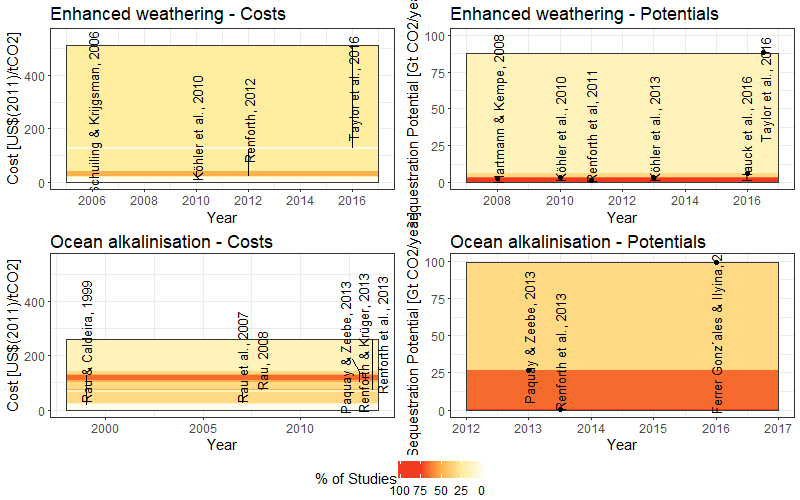 Enhanced weathering - Costs
Cost [US$(2011)/tCO2]
400
200
0
Schuiling & Krijgsman, 2006
Köhler et al., 2010
Renforth, 2012
Taylor et al., 2016
2006
2008
2010
2012
2014
2016
Year
Enhanced weathering - Potentials
Sequestration Potential [Gt CO2/year]
100
75
50
25
0
Hartmann & Kempe, 2008
Köhler et al., 2010
Renforth et al, 2011
Köhler et al., 2013
Hauck et al., 2016
Taylor et al., 2016
2008
2010
2012
2014
2016
Year
Ocean alkalinisation - Costs
Cost [US$(2011)/tCO2]
400
200
0
Rau & Caldeira, 1999
Rau et al., 2007
Rau, 2008
Paquay & Zeebe, 2013
Renforth & Krüger, 2013
Renforth et al., 2013
2000
2005
2010
Year
Ocean alkalinisation - Potentials
Sequestration Potential [Gt CO2/year]
100
75
50
25
0
Paquay & Zeebe, 2013
Renforth et al., 2013
Ferrer Gonz´ales & Ilyina, 2
2012
2013
2014
2015
2016
2017
Year
% of Studies
100 75 50 25 0